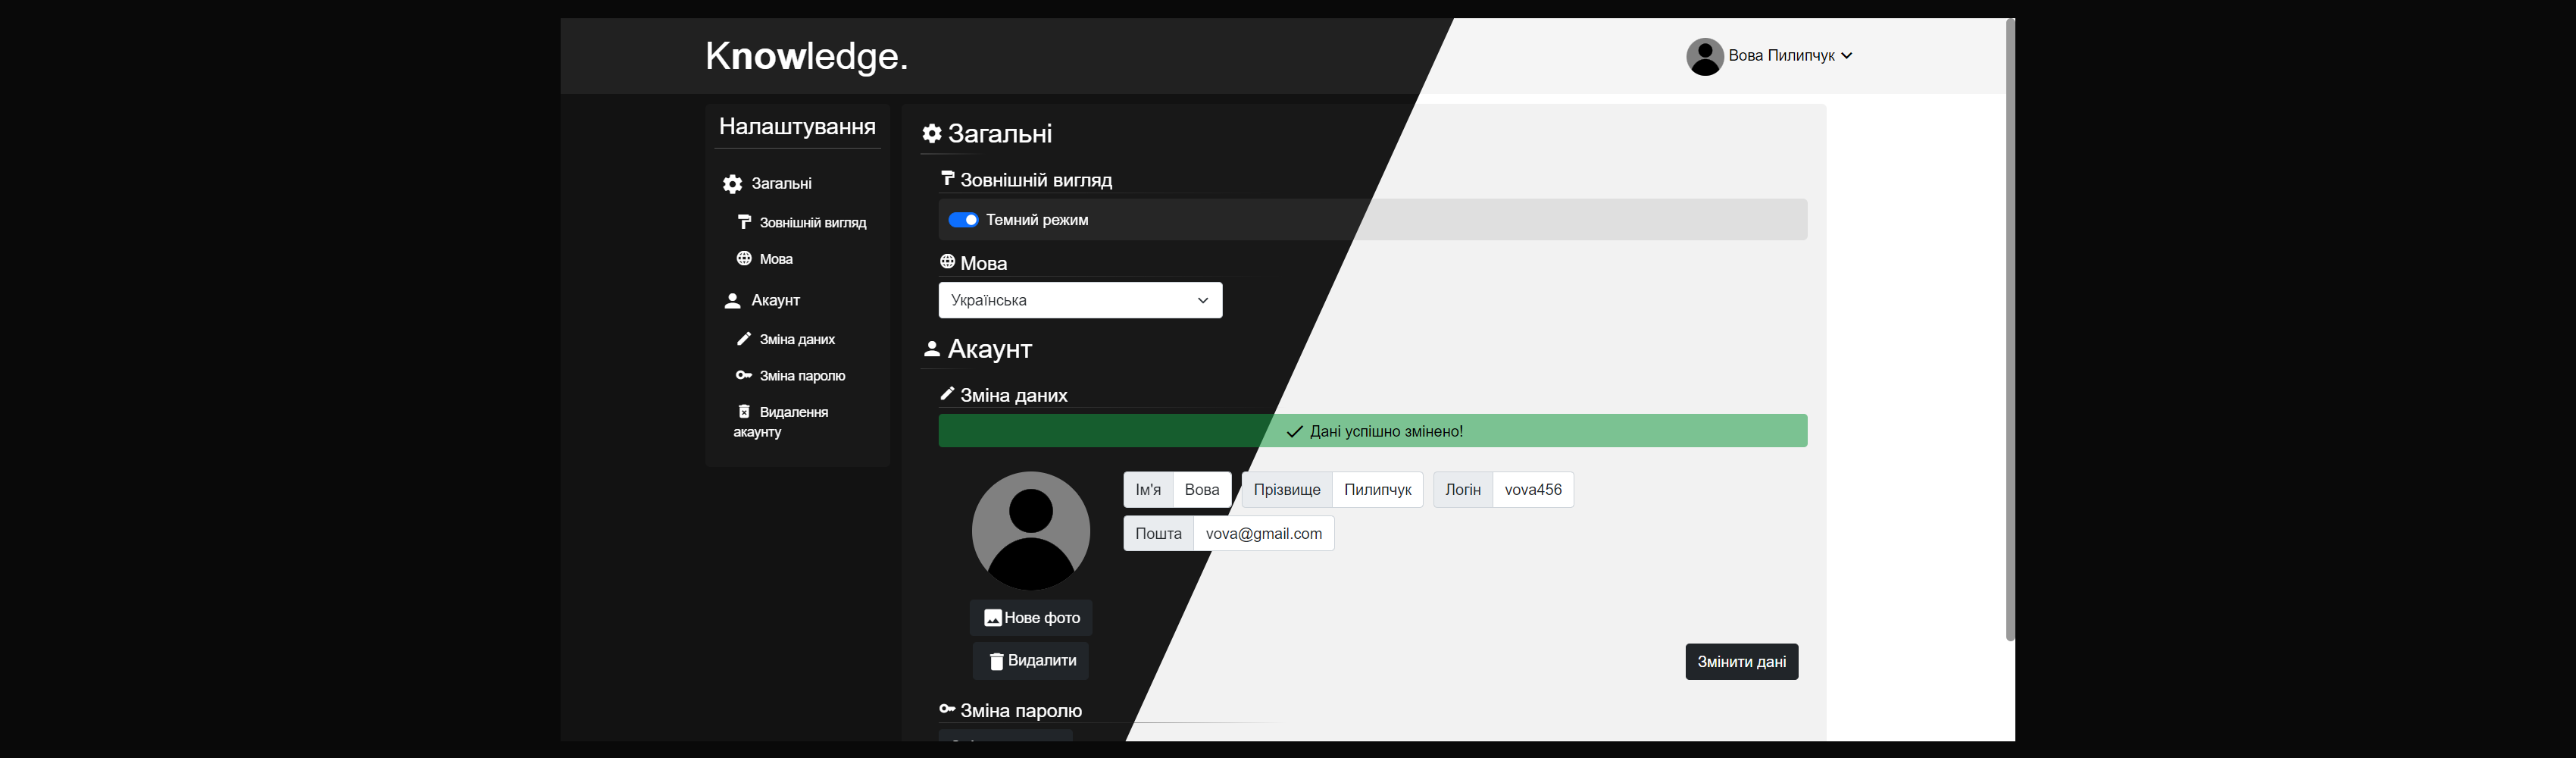 Knowledge.
Вова Пилипчук
Налаштування
Загальні
Зовнішній вигляд
Мова
Акаунт
Зміна даних
Зміна паролю
Видалення
акаунту
Загальні
Зовнішній вигляд
Темний режим
Мова
Українська
Акаунт
Зміна даних
Дані успішно змінено!
Ім'я Вова Прізвище Пилипчук Логін vova456
Пошта vova@gmail.com
Нове фото
Видалити
Змінити дані
Зміна паролю